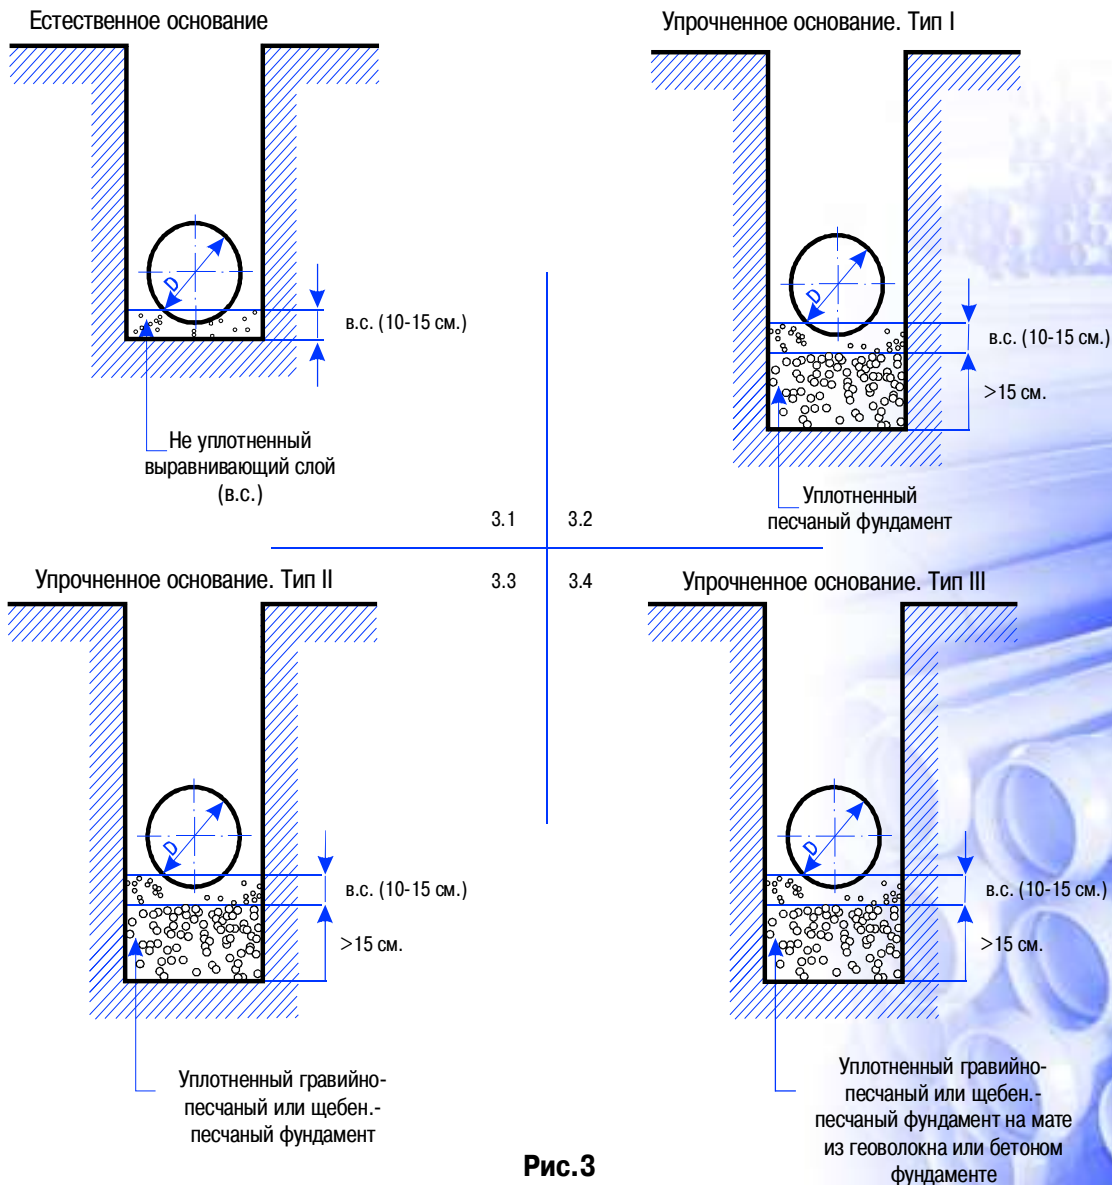 Естественное основание
Упрочненное основание. Тип I
D
в.с. (10-15 см.)
Не уплотненный
выравнивающий слой
(в.с.)
D
в.с. (10-15 см.)
>15 см.
Уплотненный
песчаный фундамент
3.1
3.2
3.3
3.4
Упрочненное основание. Тип II
Упрочненное основание. Тип III
D
в.с. (10-15 см.)
>15 см.
Уплотненный гравийно-
песчаный или щебен.-
песчаный фундамент
D
в.с. (10-15 см.)
>15 см.
Уплотненный гравийно-
песчаный или щебен.-
песчаный фундамент на мате
из геоволокна или бетоном
фундаменте
Рис.3